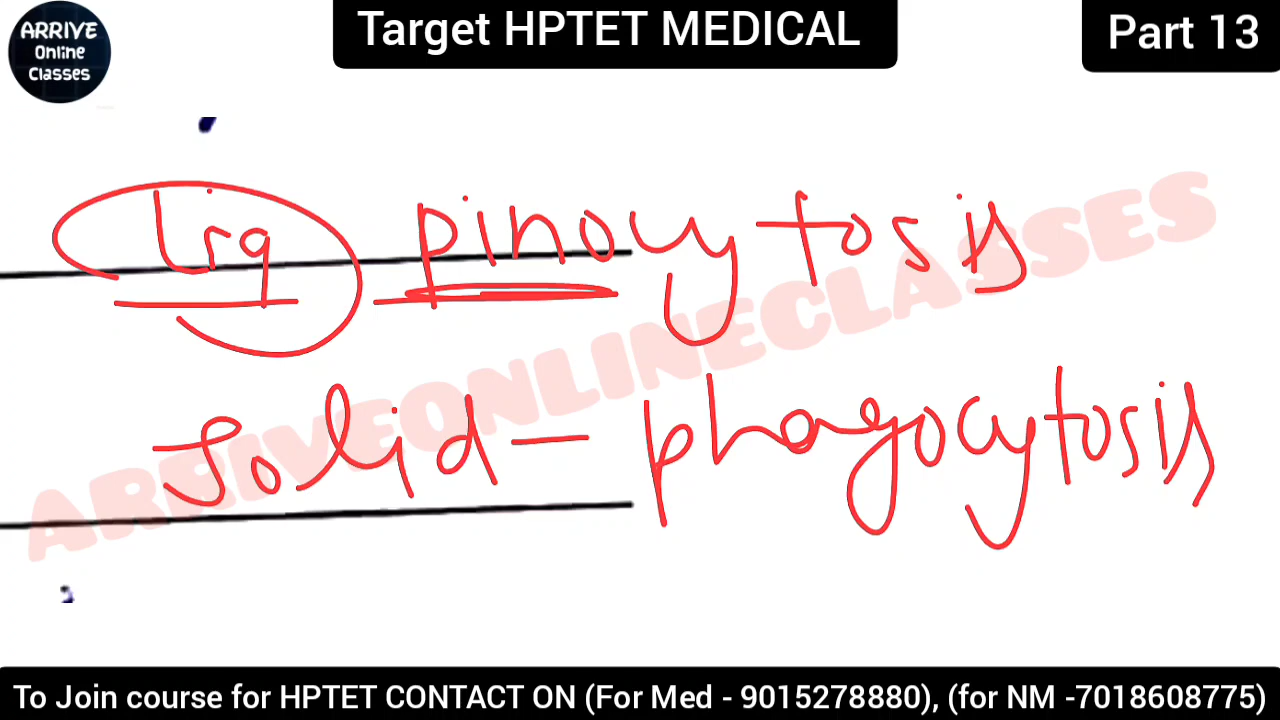 ARRIVE
Online
Classes
Target HPTET MEDICAL
Part 13
Liq pinocytosis
Solid - phagocytosis
ARRIVEONLINECLASSES
To Join course for HPTET CONTACT ON (For Med - 9015278880), (for NM -7018608775)